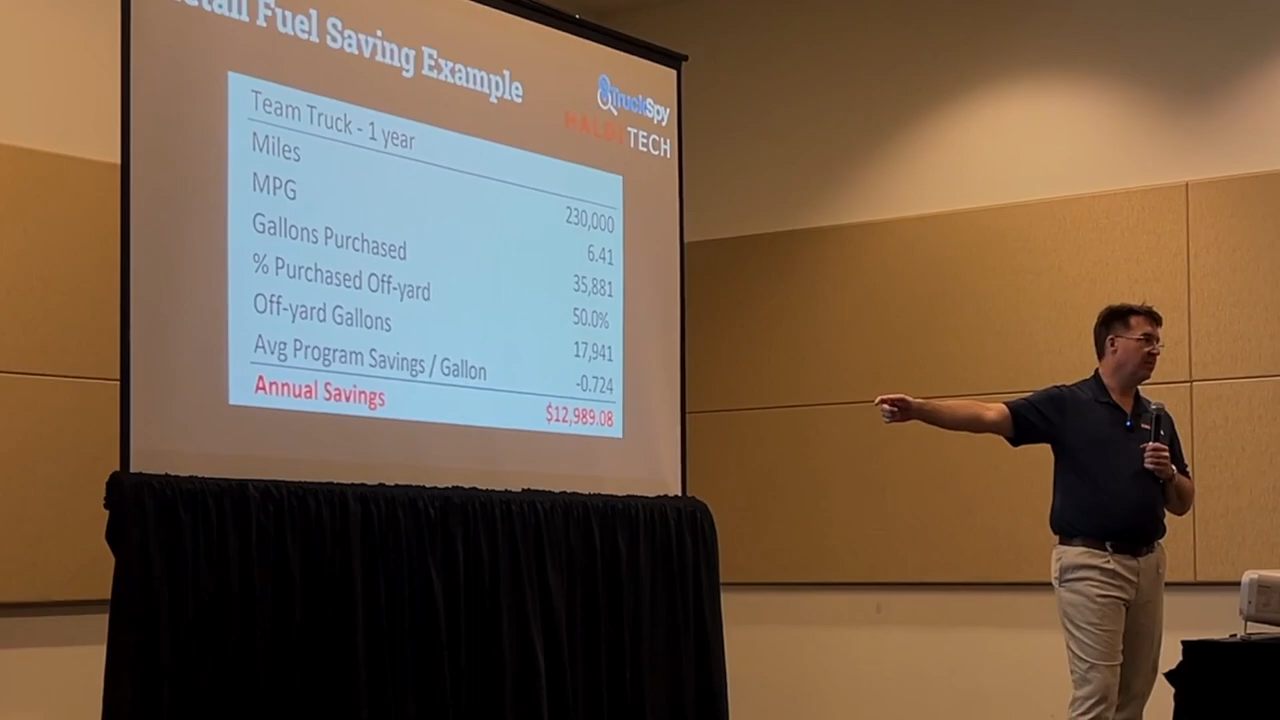 Fuel Saving Example
TruckSpy
HALDI TECH
Team Truck - 1 year
Miles 230,000
MPG 6.41
Gallons Purchased 35,881
% Purchased Off-yard 50.0%
Off-yard Gallons 17,941
Avg Program Savings / Gallon -0.724
Annual Savings $12,989.08